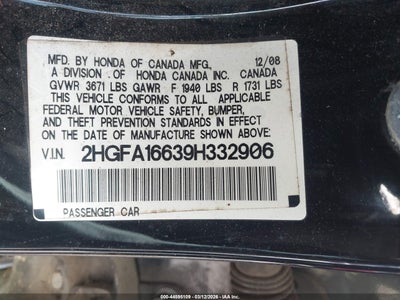 MFD. BY HONDA OF CANADA MFG. 12/08
A DIVISION OF HONDA CANADA INC. CANADA
GVWR 3671 LBS GAWR F 1940 LBS R 1731 LBS
THIS VEHICLE CONFORMS TO ALL APPLICABLE
FEDERAL MOTOR VEHICLE SAFETY, BUMPER,
AND THEFT PREVENTION STANDARDS IN EFFECT
ON THE DATE OF MANUFACTURE SHOWN ABOVE.
V.I.N. 2HGFA16639H332906
PASSENGER CAR
000-44595109 - 03/12/2026 - IAA